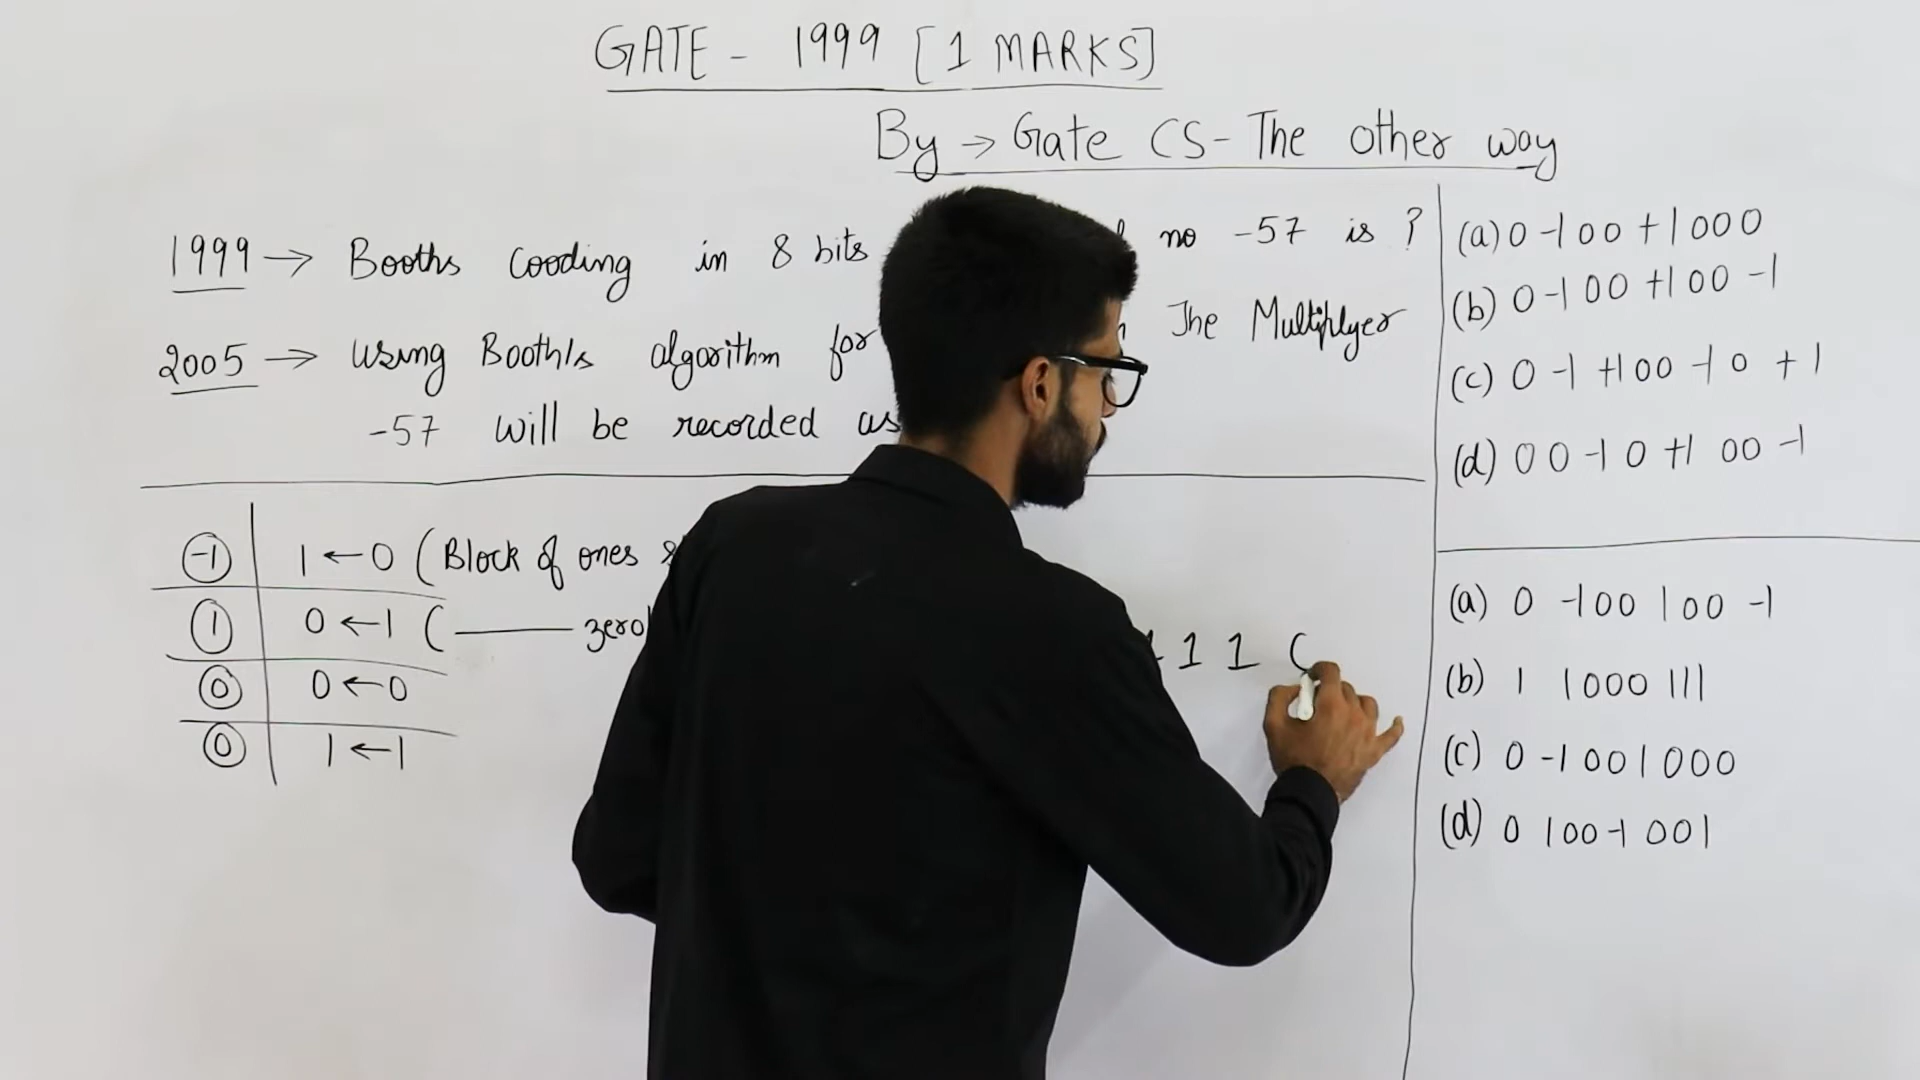 GATE - 1999 [1 MARKS]
By → Gate CS - The other way
1999 → Booths Cooding in 8 bits no -57 is ?
2005 → Using Booth's algorithm for The Multiplyer
-57 will be recorded as
(-1) 1 ← 0 ( Block of ones
(1) 0 ← 1 ( —— zero
(0) 0 ← 0
(0) 1 ← 1
1 1
(a) 0 -1 0 0 +1 0 0 0
(b) 0 -1 0 0 +1 0 0 -1
(c) 0 -1 +1 0 0 -1 0 +1
(d) 0 0 -1 0 +1 0 0 -1
(a) 0 -1 0 0 1 0 0 -1
(b) 1 1 0 0 0 1 1 1
(c) 0 -1 0 0 1 0 0 0
(d) 0 1 0 0 -1 0 0 1